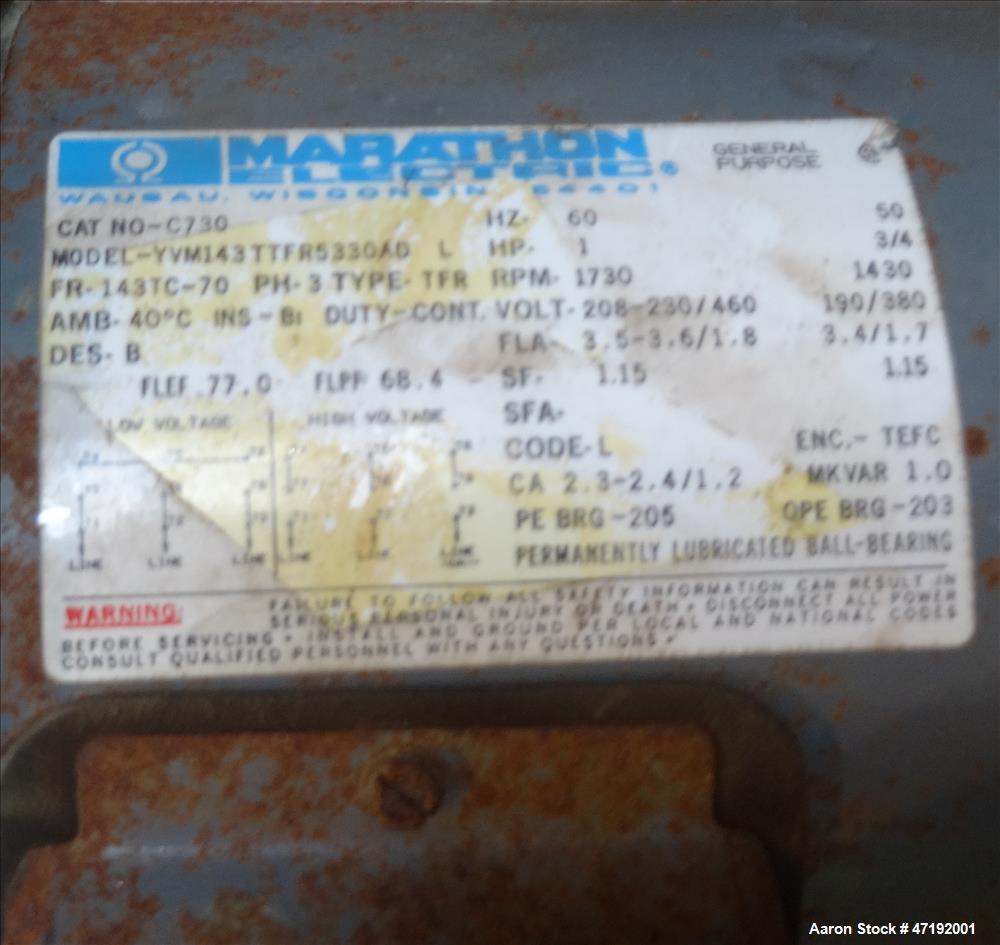 MARATHON
ELECTRIC®
GENERAL
PURPOSE
WAUSAU, WISCONSIN 54401
CAT NO-C730 HZ- 60 50
MODEL-YVM143TTFR5330AD L HP- 1 3/4
FR-143TC-70 PH-3 TYPE-TFR RPM-1730 1430
AMB-40°C INS-B DUTY-CONT. VOLT-208-230/460 190/380
DES-B FLA- 3.5-3.6/1.8 3.4/1.7
FLEF 77.0 FLPF 68.4 SF- 1.15 1.15
LOW VOLTAGE HIGH VOLTAGE SFA-
CODE-L ENC.- TEFC
CA 2.3-2.4/1.2 MKVAR 1.0
PE BRG-205 OPE BRG-203
LINE LINE LINE LINE LINE LINE
PERMANENTLY LUBRICATED BALL-BEARING
WARNING: FAILURE TO FOLLOW ALL SAFETY INFORMATION CAN RESULT IN
SERIOUS PERSONAL INJURY OR DEATH. DISCONNECT ALL POWER
BEFORE SERVICING. INSTALL AND GROUND PER LOCAL AND NATIONAL CODES
CONSULT QUALIFIED PERSONNEL WITH ANY QUESTIONS.
Aaron Stock # 47192001